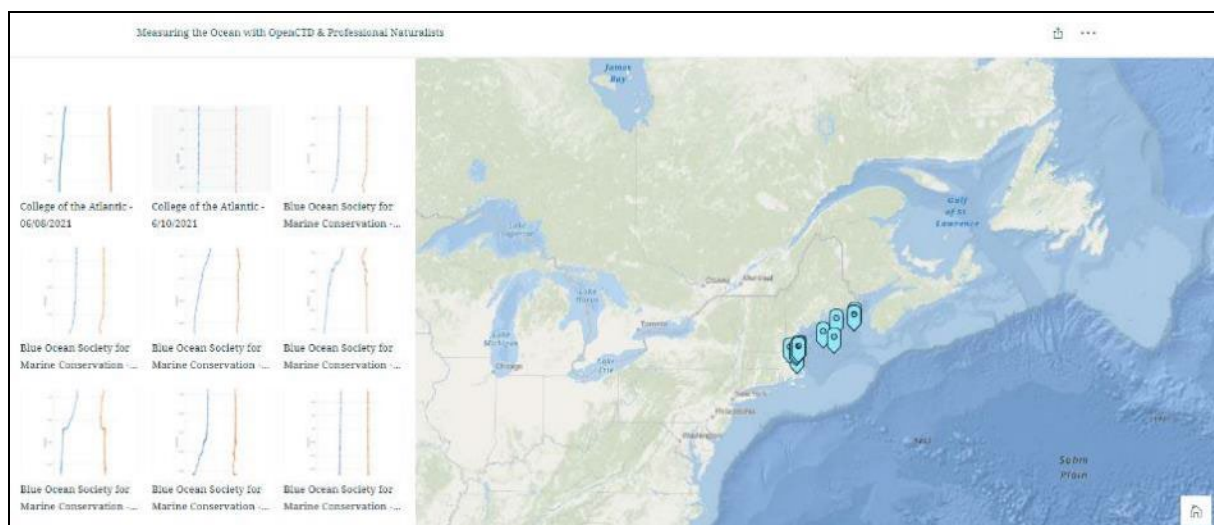 Measuring the Ocean with OpenCTD & Professional Naturalists
College of the Atlantic -
06/08/2021
College of the Atlantic -
6/10/2021
Blue Ocean Society for
Marine Conservation -...
Blue Ocean Society for
Marine Conservation -...
Blue Ocean Society for
Marine Conservation -...
Blue Ocean Society for
Marine Conservation -...
Blue Ocean Society for
Marine Conservation -...
Blue Ocean Society for
Marine Conservation -...
Blue Ocean Society for
Marine Conservation -...
James
Bay
Gulf
of St
Lawrence
Lake
Superior
Ottawa
Montreal
Lake
Huron
Toronto
Lake
Michigan
Chicago
Lake
Erie
New York
Philadelphia
Washington
Sohm
Plain